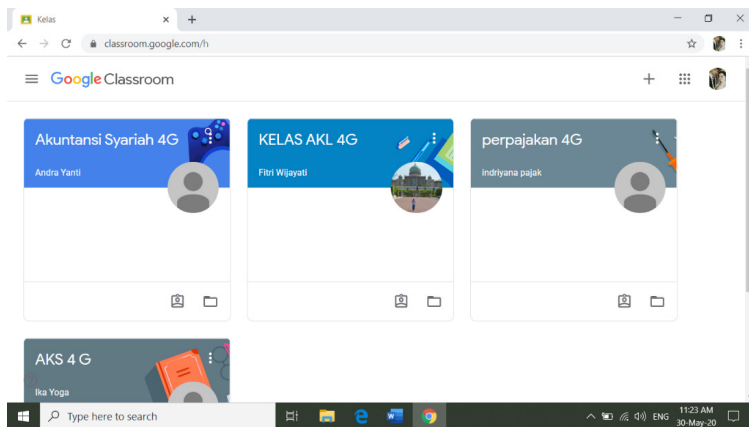 Kelas
classroom.google.com/h
Google Classroom
Akuntansi Syariah 4G
Andra Yanti
KELAS AKL 4G
Fitri Wijayati
perpajakan 4G
indriyana pajak
AKS 4 G
Ika Yoga
Type here to search
ENG
11:23 AM
30-May-20